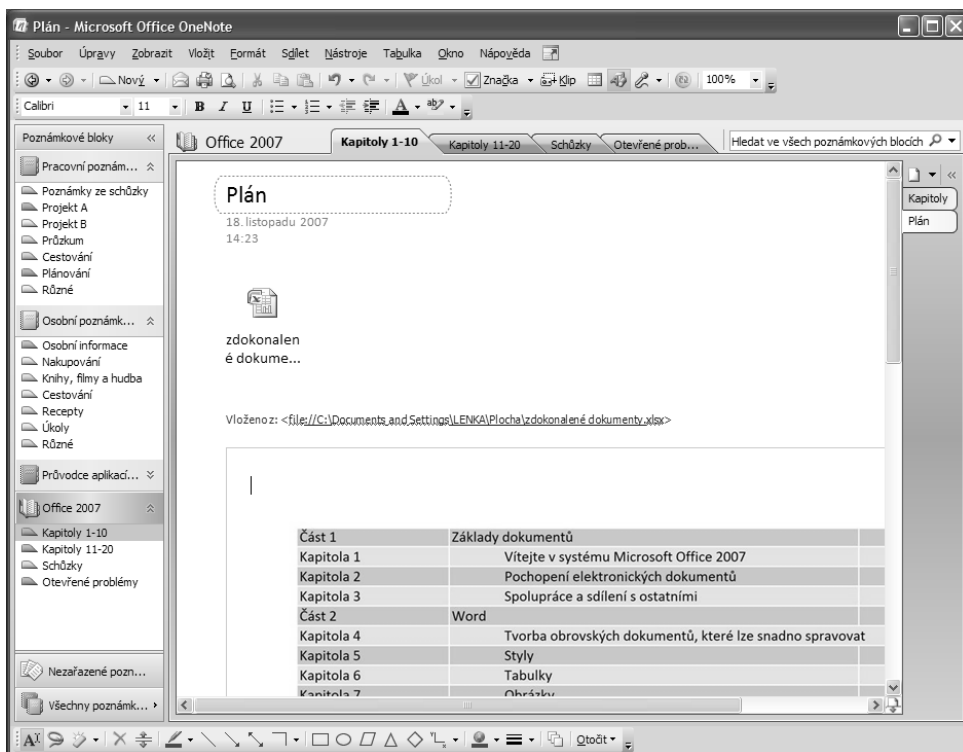 Plán - Microsoft Office OneNote
Soubor Úpravy Zobrazit Vložit Formát Sdílet Nástroje Tabulka Okno Nápověda
Nový Úkol Značka Klip 100%
Calibri 11 B I U A ab
Poznámkové bloky «
Pracovní poznám...
Poznámky ze schůzky
Projekt A
Projekt B
Průzkum
Cestování
Plánování
Různé
Osobní poznámk...
Osobní informace
Nakupování
Knihy, filmy a hudba
Cestování
Recepty
Úkoly
Různé
Průvodce aplikací...
Office 2007
Kapitoly 1-10
Kapitoly 11-20
Schůzky
Otevřené problémy
Nezařazené pozn...
Všechny poznámk...
Office 2007 Kapitoly 1-10 Kapitoly 11-20 Schůzky Otevřené prob... Hledat ve všech poznámkových blocích
Plán
18. listopadu 2007
14:23
zdokonalen
é dokume...
Vloženo z: <file://C:\Documents and Settings\LENKA\Plocha\zdokonalené dokumenty.xlsx>
Část 1 Základy dokumentů
Kapitola 1 Vítejte v systému Microsoft Office 2007
Kapitola 2 Pochopení elektronických dokumentů
Kapitola 3 Spolupráce a sdílení s ostatními
Část 2 Word
Kapitola 4 Tvorba obrovských dokumentů, které lze snadno spravovat
Kapitola 5 Styly
Kapitola 6 Tabulky
Kapitola 7 Obrázky
«
Kapitoly
Plán
Otočit